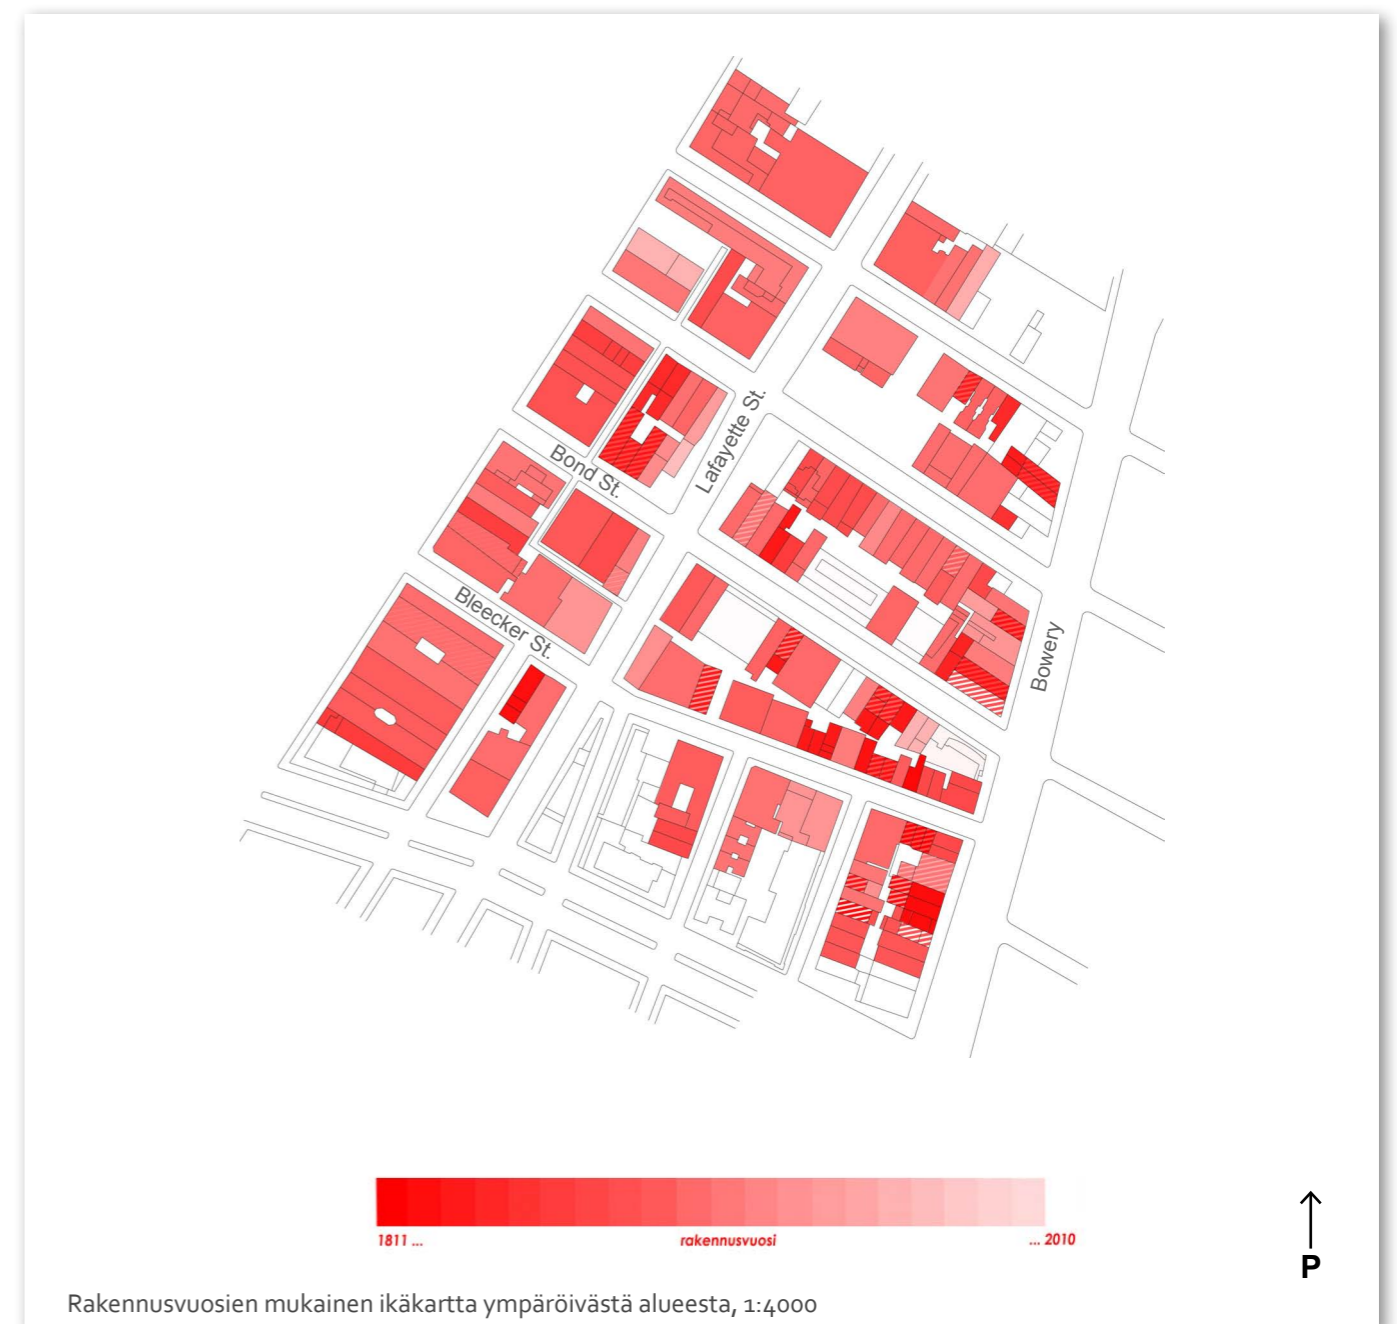 Lafayette St.
Bond St.
Bleecker St.
Bowery
1811 ...
rakennusvuosi
... 2010
P
Rakennusvuosien mukainen ikäkartta ympäröivästä alueesta, 1:4000